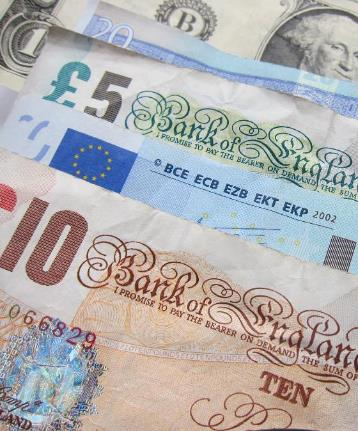 1
B
20
£5
Bank of England
I PROMISE TO PAY THE BEARER ON DEMAND THE SUM
© BCE ECB EZB EKT EKP 2002
10
Bank of England
I PROMISE TO PAY THE BEARER ON DEMAND THE SUM OF
066829
TEN